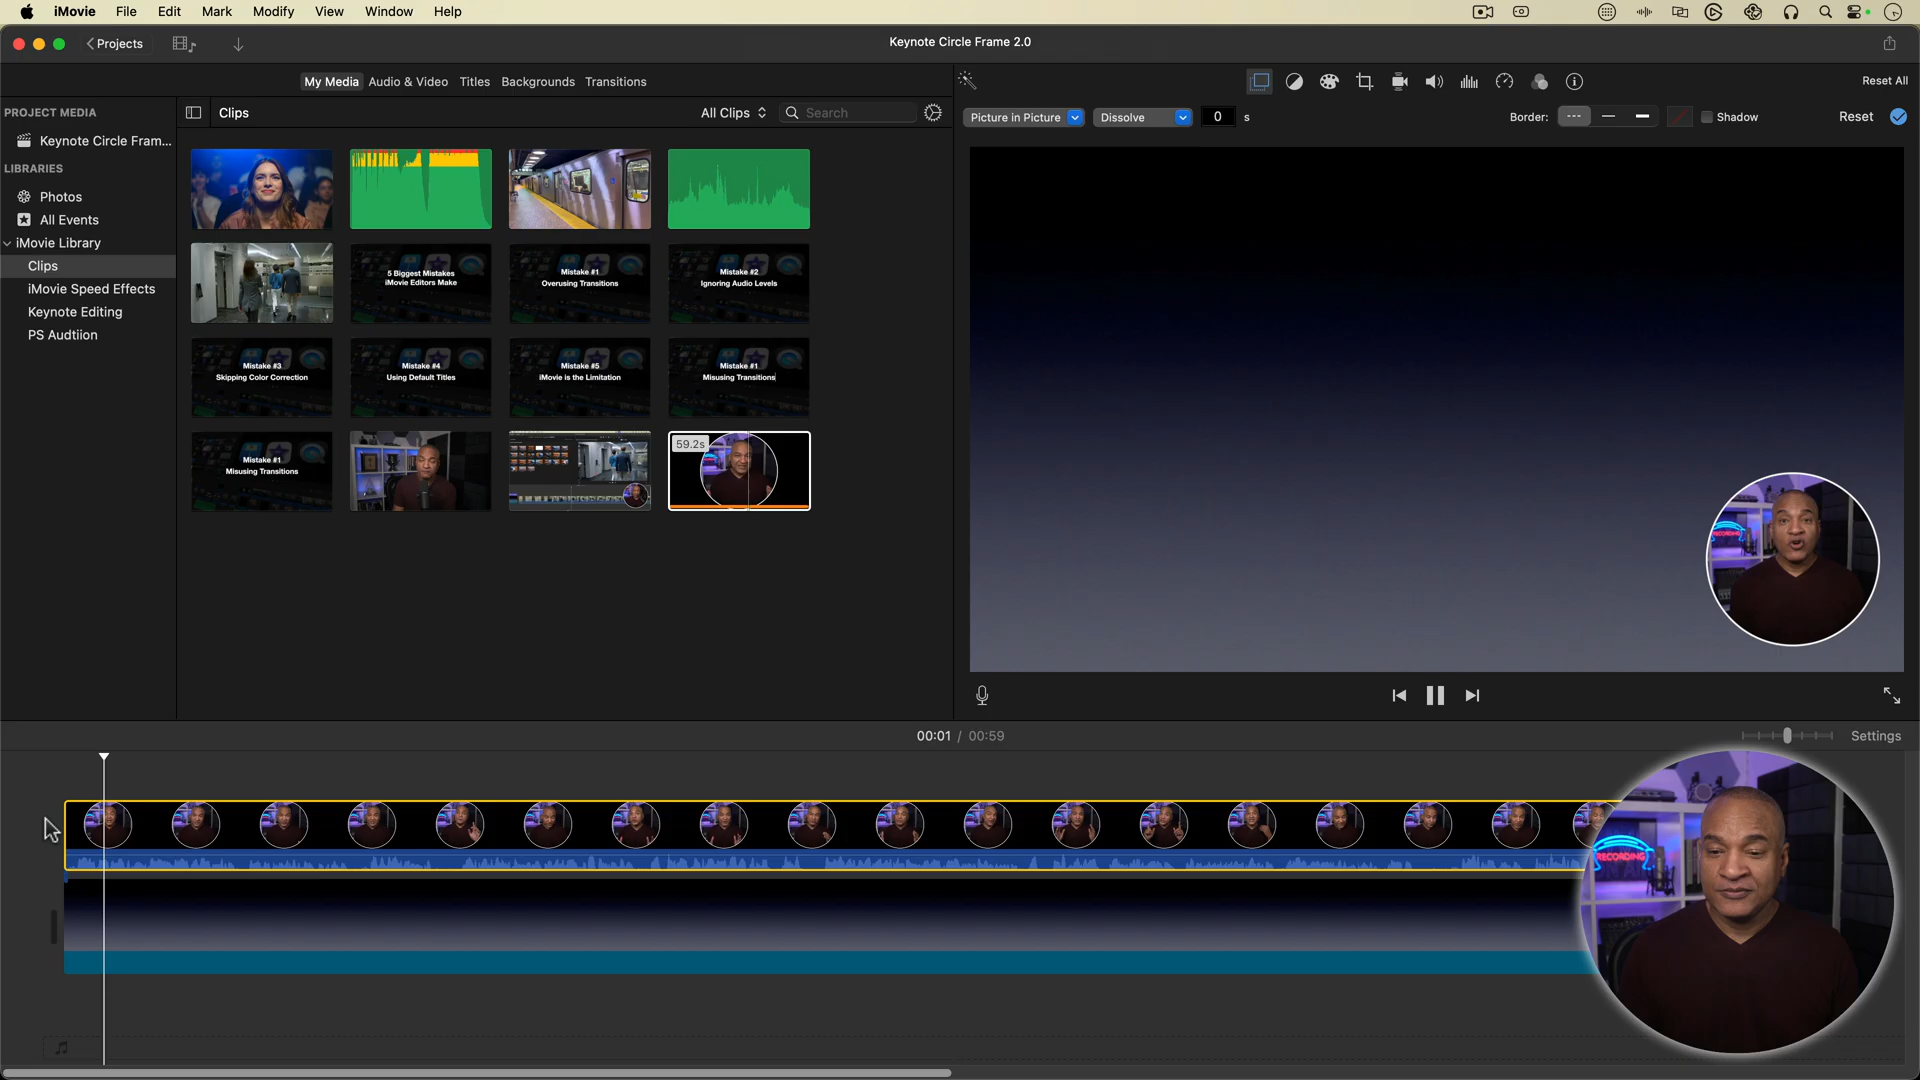 iMovie File Edit Mark Modify View Window Help
Projects
Keynote Circle Frame 2.0
My Media Audio & Video Titles Backgrounds Transitions
Reset All
PROJECT MEDIA
Clips
All Clips
Search
Picture in Picture
Dissolve
0 s
Border:
Shadow
Reset
Keynote Circle Fram...
LIBRARIES
Photos
All Events
iMovie Library
Clips
iMovie Speed Effects
Keynote Editing
PS Audtiion
5 Biggest Mistakes
iMovie Editors Make
Mistake #1
Overusing Transitions
Mistake #2
Ignoring Audio Levels
Mistake #3
Skipping Color Correction
Mistake #4
Using Default Titles
Mistake #5
iMovie is the Limitation
Mistake #1
Misusing Transitions
Mistake #1
Misusing Transitions
59.2s
RECORDING
00:01 / 00:59
Settings
RECORDING